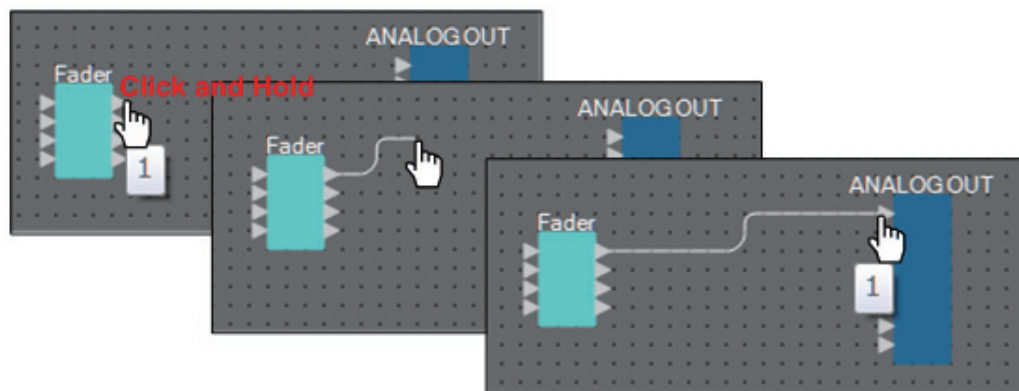 ANALOG OUT
Fader
Click and Hold
1
ANALOG OUT
Fader
ANALOG OUT
Fader
1